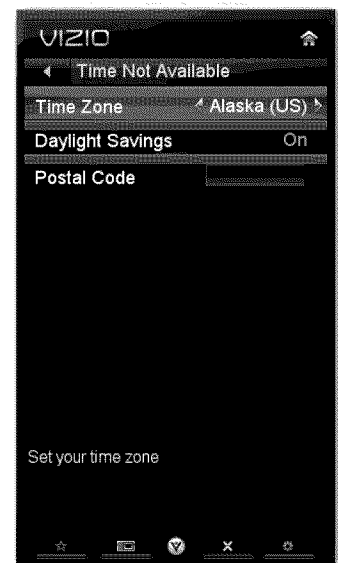 VIZIO
Time Not Available
Time Zone Alaska (US)
Daylight Savings On
Postal Code
Set your time zone